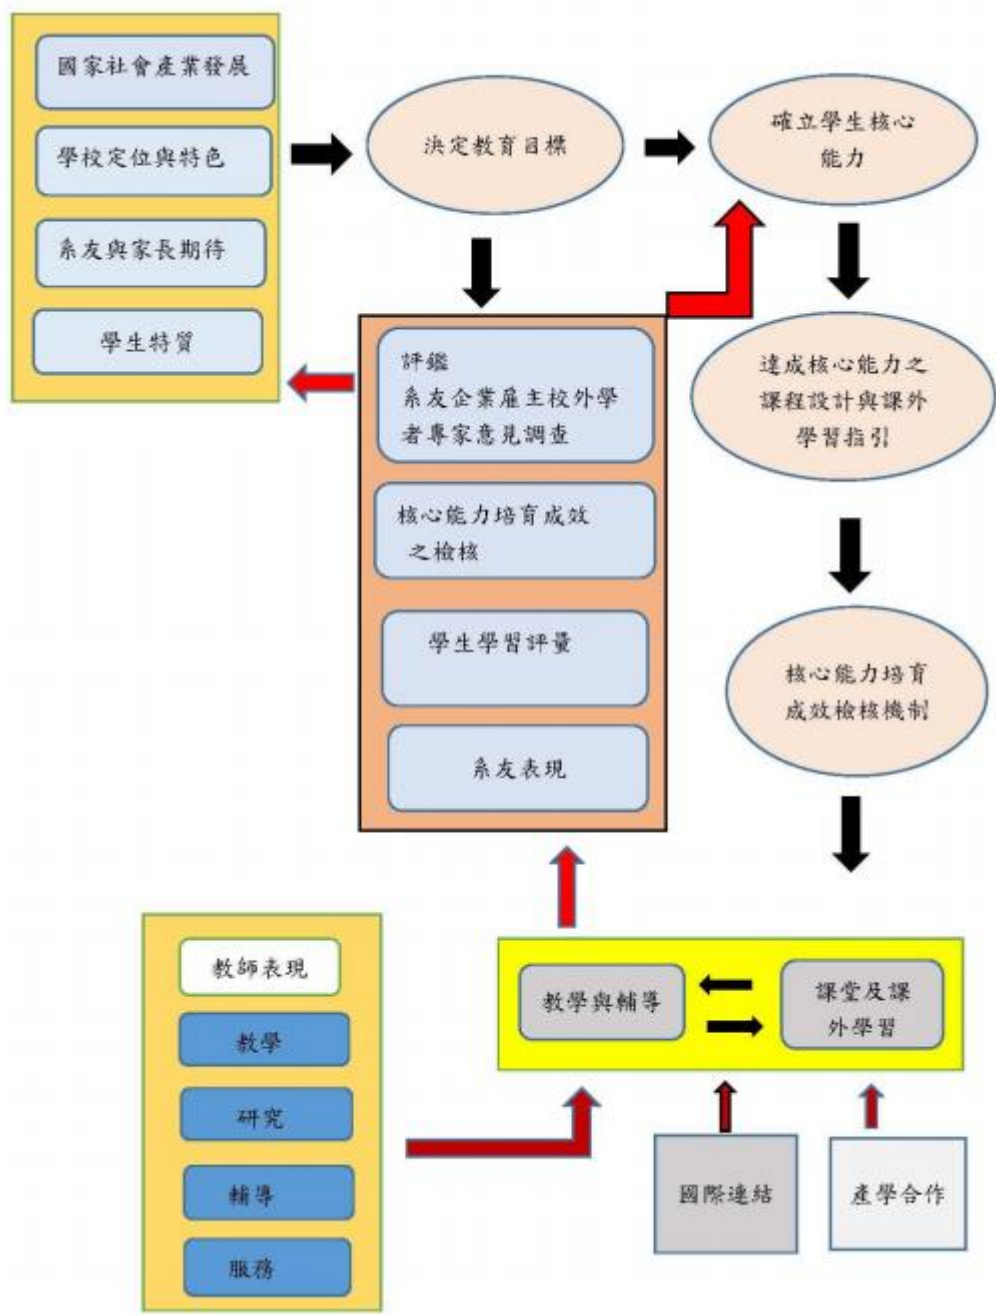 國家社會產業發展
學校定位與特色
系友與家長期待
學生特質
決定教育目標
確立學生核心
能力
達成核心能力之
課程設計與課外
學習指引
核心能力培育
成效檢核機制
評鑑
系友企業雇主校外學
者專家意見調查
核心能力培育成效
之檢核
學生學習評量
系友表現
教師表現
教學
研究
輔導
服務
教學與輔導
課堂及課
外學習
國際連結
產學合作